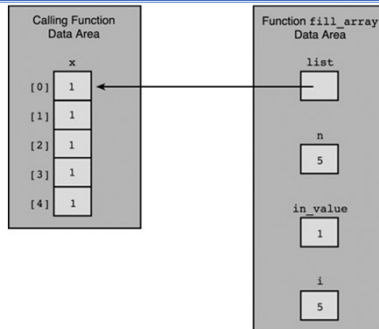 Calling Function
Data Area
x
[0] 1
[1] 1
[2] 1
[3] 1
[4] 1
Function fill_array
Data Area
list
n
5
in_value
1
i
5